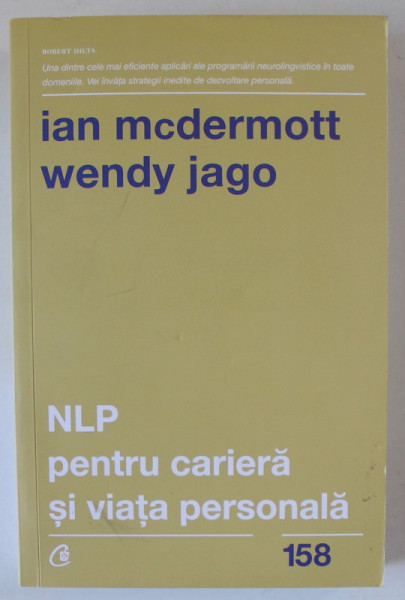 ROBERT DILTS
Una dintre cele mai eficiente aplicări ale programării neurolingvistice în toate
domeniile. Vei învăța strategii inedite de dezvoltare personală.
ian mcdermott
wendy jago
NLP
pentru carieră
și viața personală
158